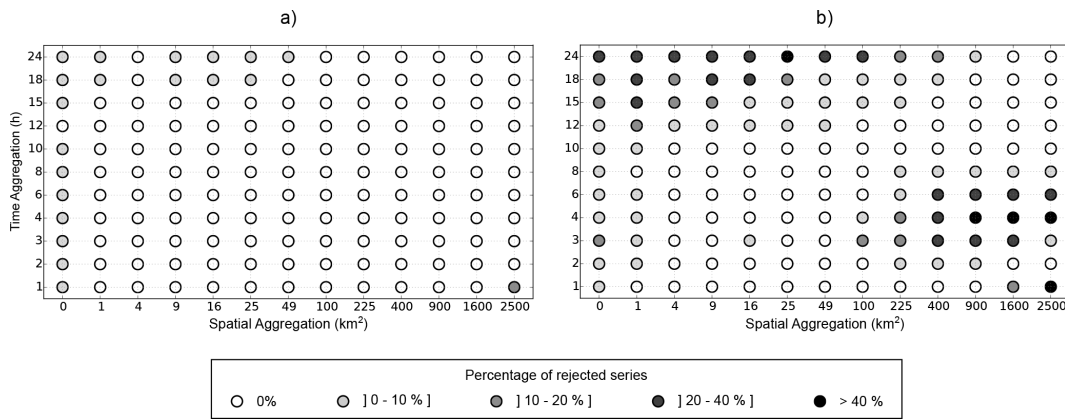 a)
24
18
15
12
10
8
6
4
3
2
1
Time Aggregation (h)
0 1 4 9 16 25 49 100 225 400 900 1600 2500
Spatial Aggregation (km²)
b)
24
18
15
12
10
8
6
4
3
2
1
0 1 4 9 16 25 49 100 225 400 900 1600 2500
Spatial Aggregation (km²)
Percentage of rejected series
0% ] 0 - 10 % ] ] 10 - 20 % ] ] 20 - 40 % ] > 40 %